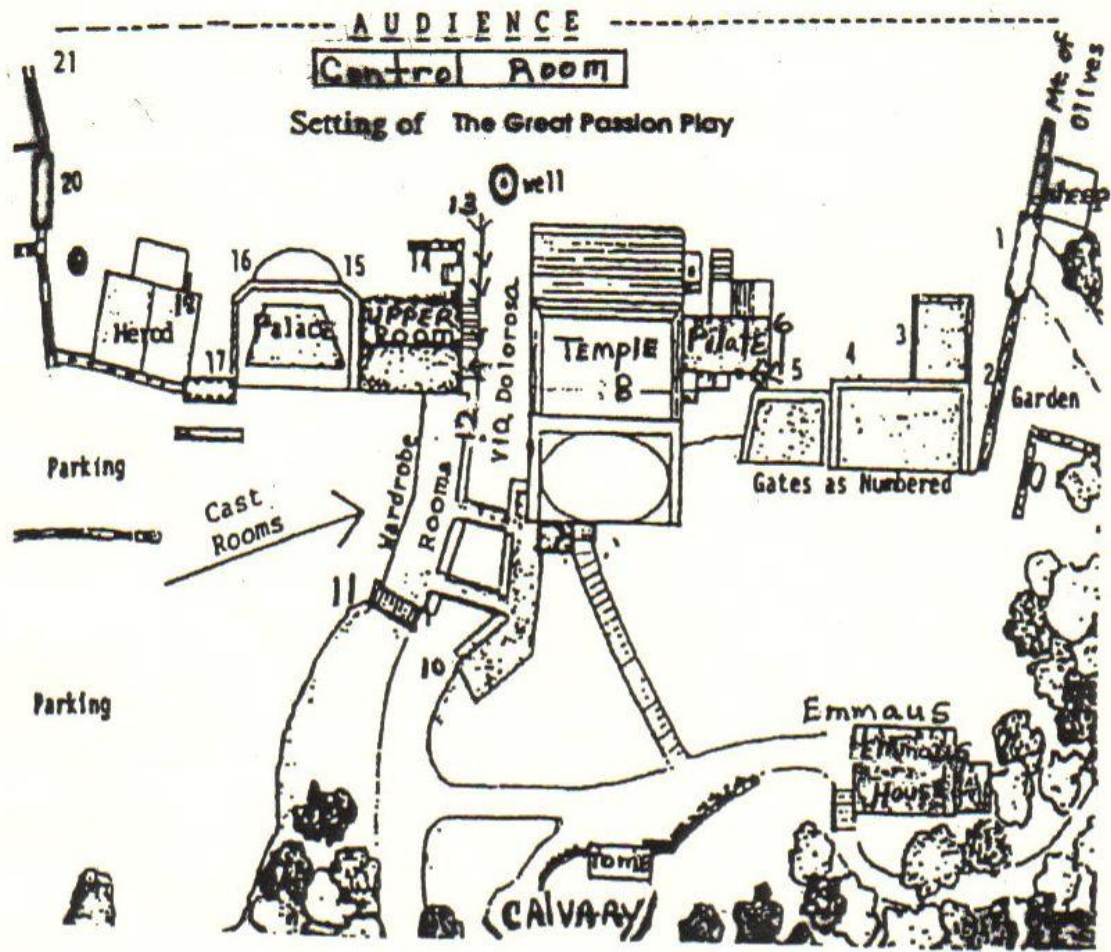 AUDIENCE
Control Room
Setting of The Great Passion Play
21
Mt. of
Olives
20
well
13
sheep
1
16
15
14
18
Herod
Palace
UPPER
ROOM
Via Dolorosa
TEMPLE
B
Pilate
6
3
17
7
5
4
2
Garden
12
Parking
Gates as Numbered
Cast
Rooms
Wardrobe
Rooms
11
10
Parking
Emmaus
Emmaus
House
TOMB
CALVARY